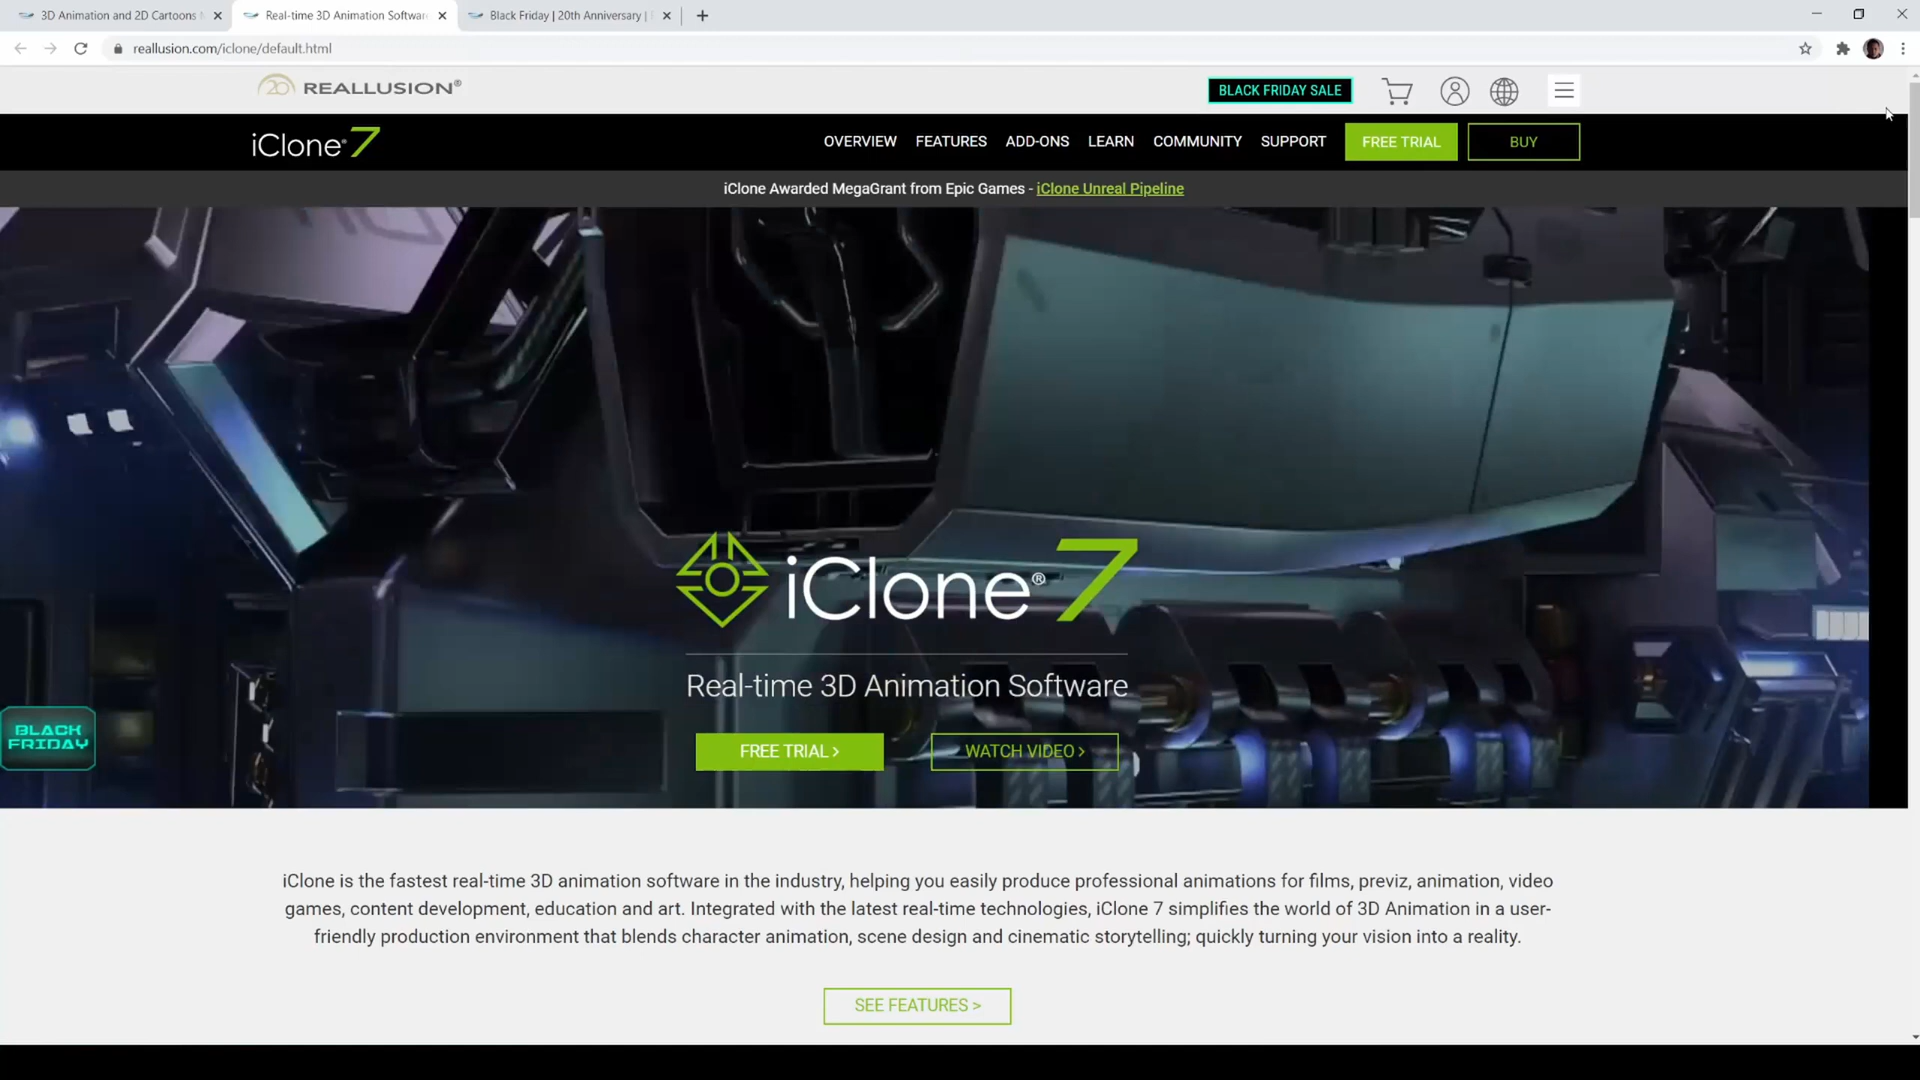 3D Animation and 2D Cartoons
Real-time 3D Animation Softwar
Black Friday | 20th Anniversary |
reallusion.com/iclone/default.html
20 REALLUSION®
BLACK FRIDAY SALE
iClone® 7
OVERVIEW FEATURES ADD-ONS LEARN COMMUNITY SUPPORT FREE TRIAL BUY
iClone Awarded MegaGrant from Epic Games - iClone Unreal Pipeline
iClone® 7
Real-time 3D Animation Software
BLACK
FRIDAY
FREE TRIAL > WATCH VIDEO >
iClone is the fastest real-time 3D animation software in the industry, helping you easily produce professional animations for films, previz, animation, video
games, content development, education and art. Integrated with the latest real-time technologies, iClone 7 simplifies the world of 3D Animation in a user-
friendly production environment that blends character animation, scene design and cinematic storytelling; quickly turning your vision into a reality.
SEE FEATURES >